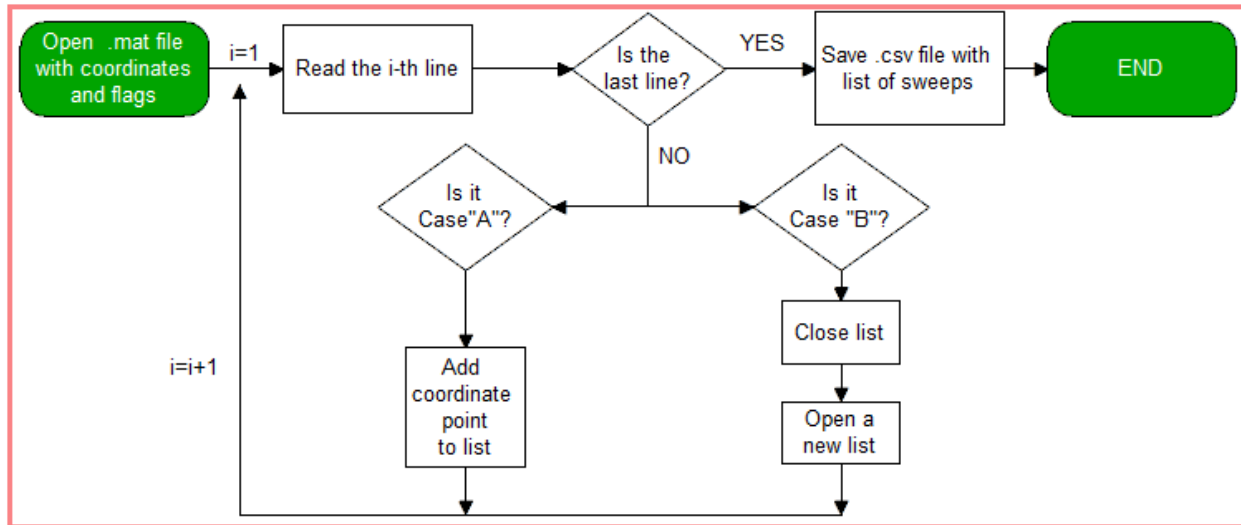 Open .mat file
with coordinates
and flags
i=1
Read the i-th line
Is the
last line?
YES
Save .csv file with
list of sweeps
END
NO
Is it
Case"A"?
Is it
Case "B"?
Close list
i=i+1
Add
coordinate
point
to list
Open a
new list